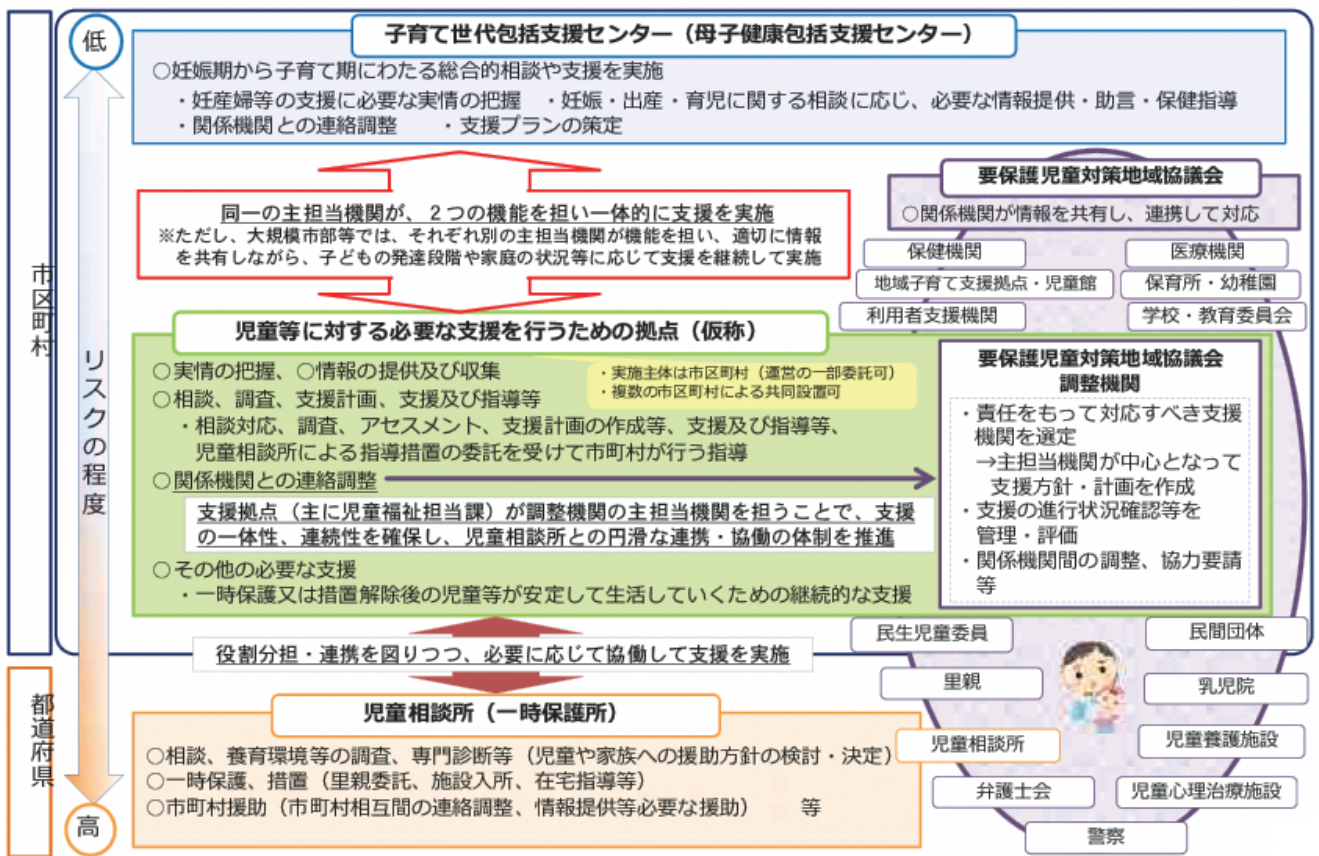 市区町村
都道府県
低
リスクの程度
高
子育て世代包括支援センター（母子健康包括支援センター）
○妊娠期から子育て期にわたる総合的相談や支援を実施
・妊産婦等の支援に必要な実情の把握　・妊娠・出産・育児に関する相談に応じ、必要な情報提供・助言・保健指導
・関係機関との連絡調整　　・支援プランの策定
同一の主担当機関が、２つの機能を担い一体的に支援を実施
※ただし、大規模市部等では、それぞれ別の主担当機関が機能を担い、適切に情報
を共有しながら、子どもの発達段階や家庭の状況等に応じて支援を継続して実施
児童等に対する必要な支援を行うための拠点（仮称）
○実情の把握、○情報の提供及び収集
・実施主体は市区町村（運営の一部委託可）
・複数の市区町村による共同設置可
○相談、調査、支援計画、支援及び指導等
・相談対応、調査、アセスメント、支援計画の作成等、支援及び指導等、
児童相談所による指導措置の委託を受けて市町村が行う指導
○関係機関との連絡調整
支援拠点（主に児童福祉担当課）が調整機関の主担当機関を担うことで、支援
の一体性、連続性を確保し、児童相談所との円滑な連携・協働の体制を推進
○その他の必要な支援
・一時保護又は措置解除後の児童等が安定して生活していくための継続的な支援
役割分担・連携を図りつつ、必要に応じて協働して支援を実施
児童相談所（一時保護所）
○相談、養育環境等の調査、専門診断等（児童や家族への援助方針の検討・決定）
○一時保護、措置（里親委託、施設入所、在宅指導等）
○市町村援助（市町村相互間の連絡調整、情報提供等必要な援助）　　等
要保護児童対策地域協議会
○関係機関が情報を共有し、連携して対応
保健機関
医療機関
地域子育て支援拠点・児童館
保育所・幼稚園
利用者支援機関
学校・教育委員会
要保護児童対策地域協議会
調整機関
・責任をもって対応すべき支援
機関を選定
→主担当機関が中心となって
支援方針・計画を作成
・支援の進行状況確認等を
管理・評価
・関係機関間の調整、協力要請
等
民生児童委員
民間団体
里親
乳児院
児童相談所
児童養護施設
弁護士会
児童心理治療施設
警察